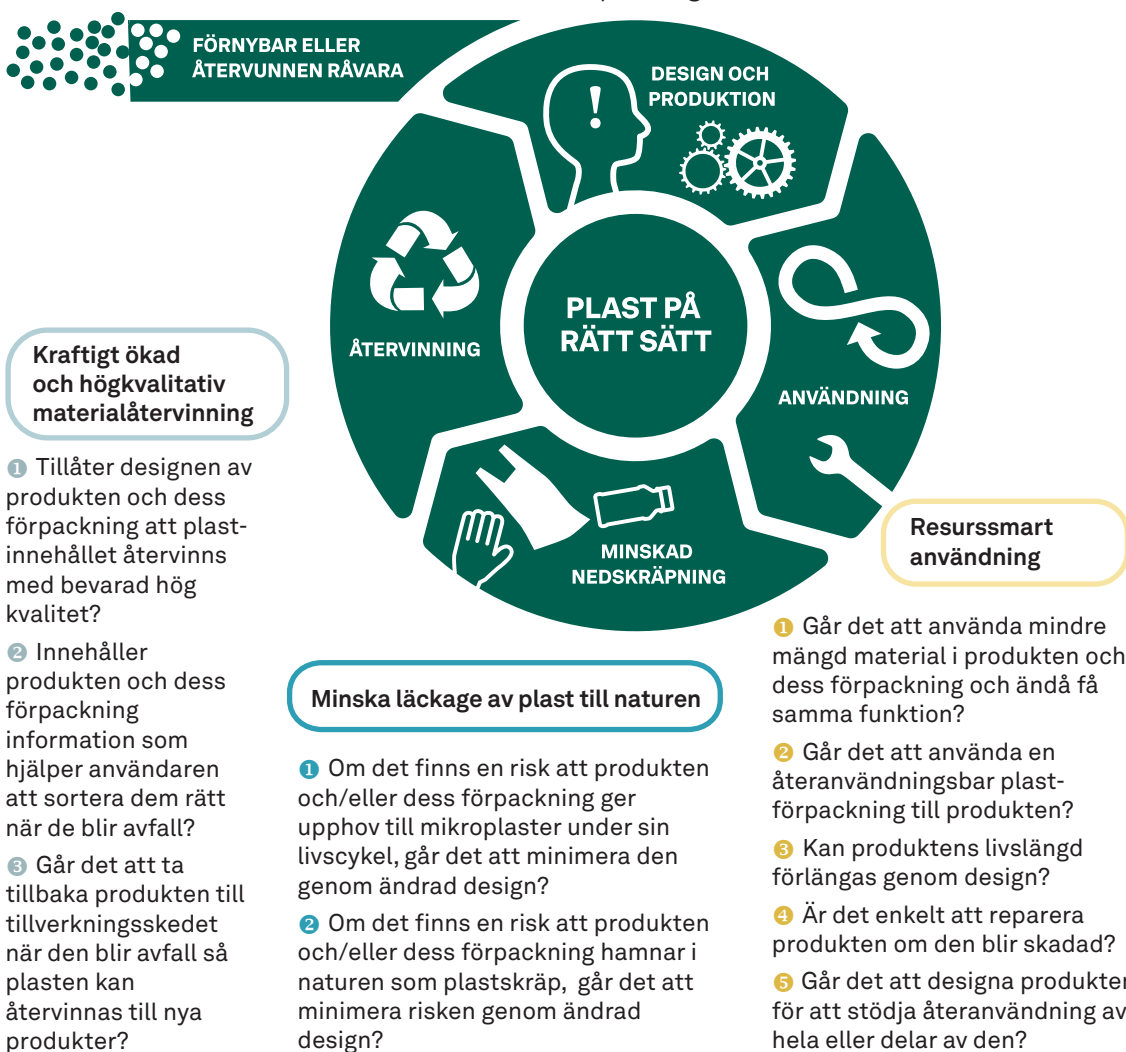 FÖRNYBAR ELLER
ÅTERVUNNEN RÅVARA
DESIGN OCH
PRODUKTION
!
PLAST PÅ
RÄTT SÄTT
ÅTERVINNING
ANVÄNDNING
MINSKAD
NEDSKRÄPNING
Kraftigt ökad
och högkvalitativ
materialåtervinning
1 Tillåter designen av
produkten och dess
förpackning att plast-
innehållet återvinns
med bevarad hög
kvalitet?
2 Innehåller
produkten och dess
förpackning
information som
hjälper användaren
att sortera dem rätt
när de blir avfall?
3 Går det att ta
tillbaka produkten till
tillverkningsskedet
när den blir avfall så
plasten kan
återvinnas till nya
produkter?
Minska läckage av plast till naturen
1 Om det finns en risk att produkten
och/eller dess förpackning ger
upphov till mikroplaster under sin
livscykel, går det att minimera den
genom ändrad design?
2 Om det finns en risk att produkten
och/eller dess förpackning hamnar i
naturen som plastskräp, går det att
minimera risken genom ändrad
design?
Resurssmart
användning
1 Går det att använda mindre
mängd material i produkten och
dess förpackning och ändå få
samma funktion?
2 Går det att använda en
återanvändningsbar plast-
förpackning till produkten?
3 Kan produktens livslängd
förlängas genom design?
4 Är det enkelt att reparera
produkten om den blir skadad?
5 Går det att designa produkter
för att stödja återanvändning av
hela eller delar av den?